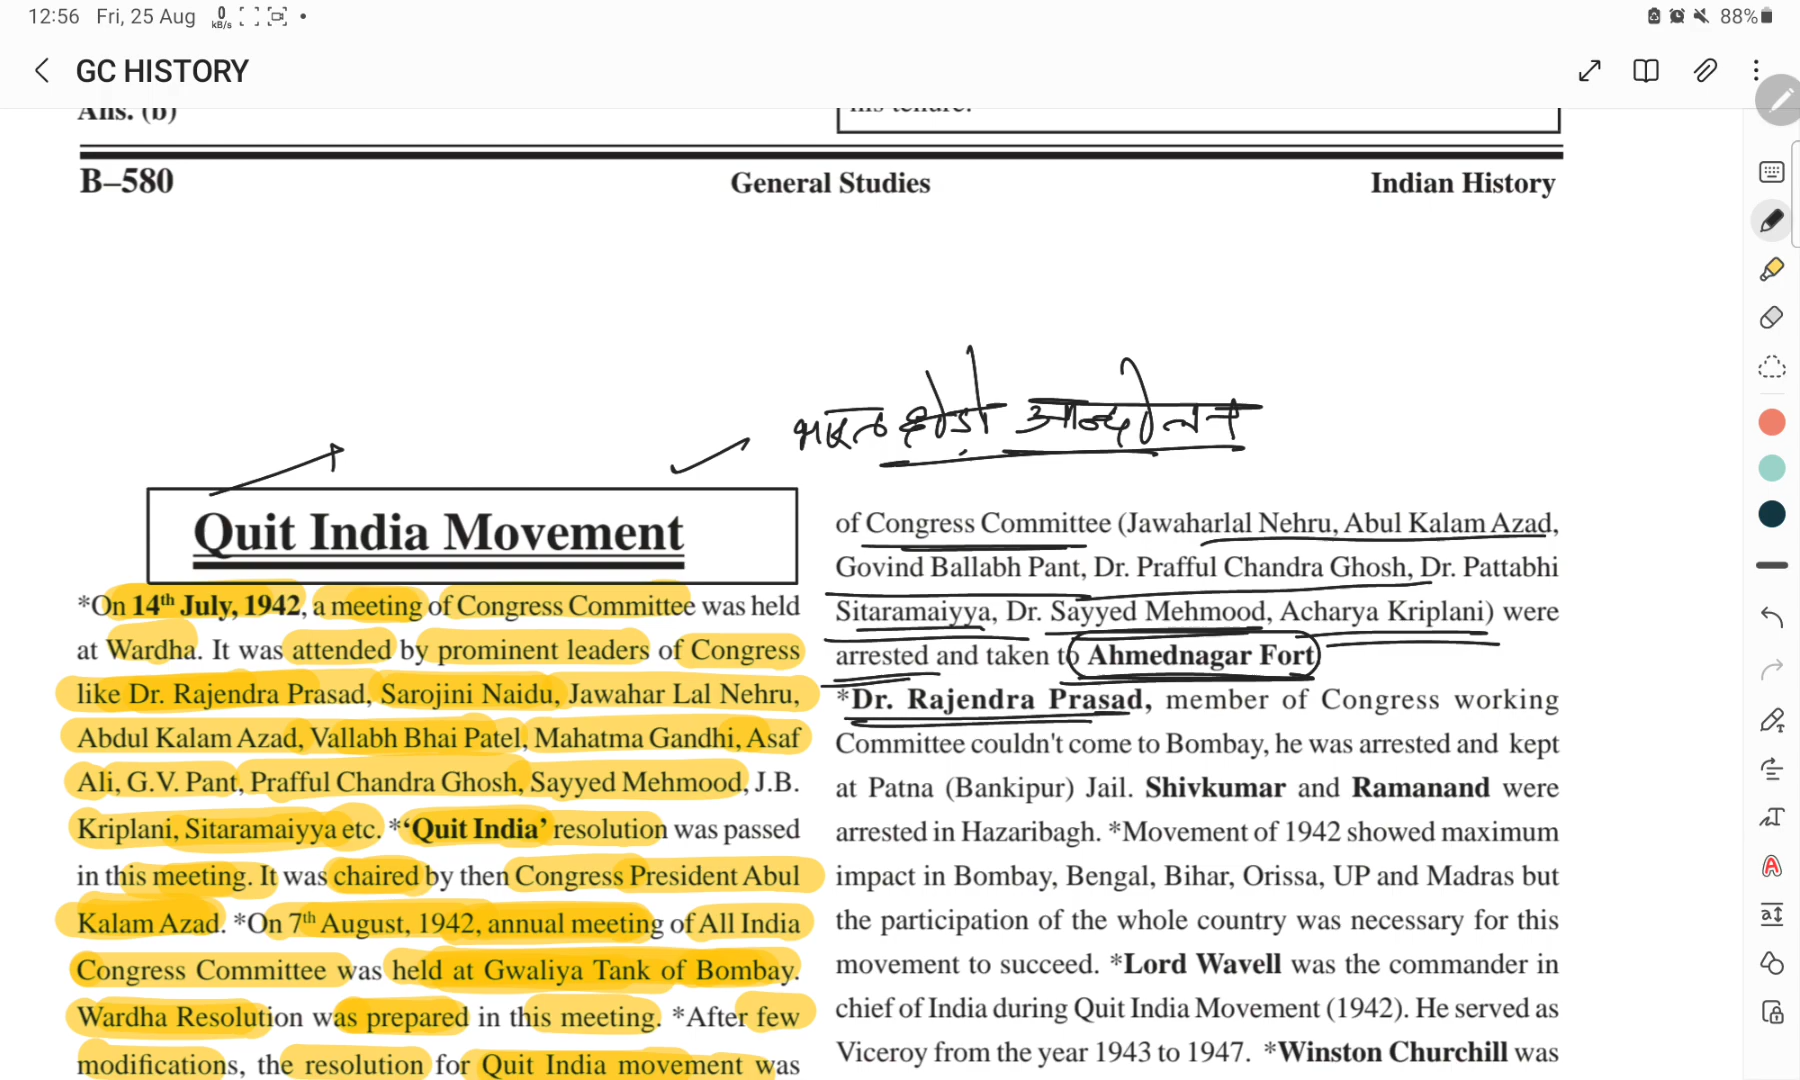 12:56 Fri, 25 Aug 0 kB/s 88%
GC HISTORY
Ans. (b)
his tenure.
B–580 General Studies Indian History
भारत छोड़ो आन्दोलन
Quit India Movement
*On 14th July, 1942, a meeting of Congress Committee was held
at Wardha. It was attended by prominent leaders of Congress
like Dr. Rajendra Prasad, Sarojini Naidu, Jawahar Lal Nehru,
Abdul Kalam Azad, Vallabh Bhai Patel, Mahatma Gandhi, Asaf
Ali, G.V. Pant, Prafful Chandra Ghosh, Sayyed Mehmood, J.B.
Kriplani, Sitaramaiyya etc. *‘Quit India’ resolution was passed
in this meeting. It was chaired by then Congress President Abul
Kalam Azad. *On 7th August, 1942, annual meeting of All India
Congress Committee was held at Gwaliya Tank of Bombay.
Wardha Resolution was prepared in this meeting. *After few
modifications, the resolution for Quit India movement was
of Congress Committee (Jawaharlal Nehru, Abul Kalam Azad,
Govind Ballabh Pant, Dr. Prafful Chandra Ghosh, Dr. Pattabhi
Sitaramaiyya, Dr. Sayyed Mehmood, Acharya Kriplani) were
arrested and taken to Ahmednagar Fort
*Dr. Rajendra Prasad, member of Congress working
Committee couldn't come to Bombay, he was arrested and kept
at Patna (Bankipur) Jail. Shivkumar and Ramanand were
arrested in Hazaribagh. *Movement of 1942 showed maximum
impact in Bombay, Bengal, Bihar, Orissa, UP and Madras but
the participation of the whole country was necessary for this
movement to succeed. *Lord Wavell was the commander in
chief of India during Quit India Movement (1942). He served as
Viceroy from the year 1943 to 1947. *Winston Churchill was